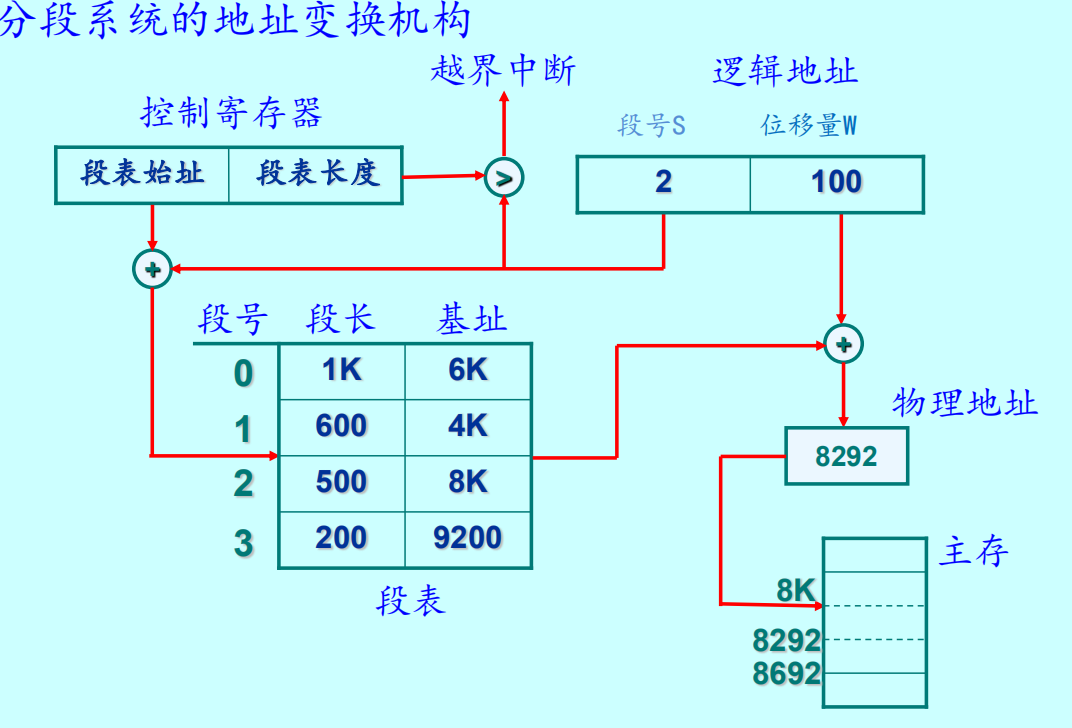 分段系统的地址变换机构
越界中断
逻辑地址
控制寄存器
段号S 位移量W
段表始址 段表长度
>
2 100
+
段号 段长 基址
+
0 1K 6K
1 600 4K
2 500 8K
3 200 9200
段表
物理地址
8292
主存
8K
8292
8692